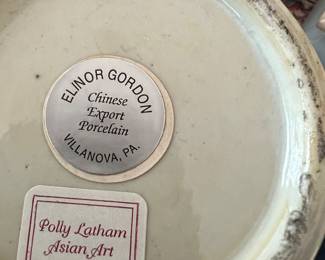 ELINOR GORDON
Chinese
Export
Porcelain
VILLANOVA, PA.
Polly Latham
Asian Art